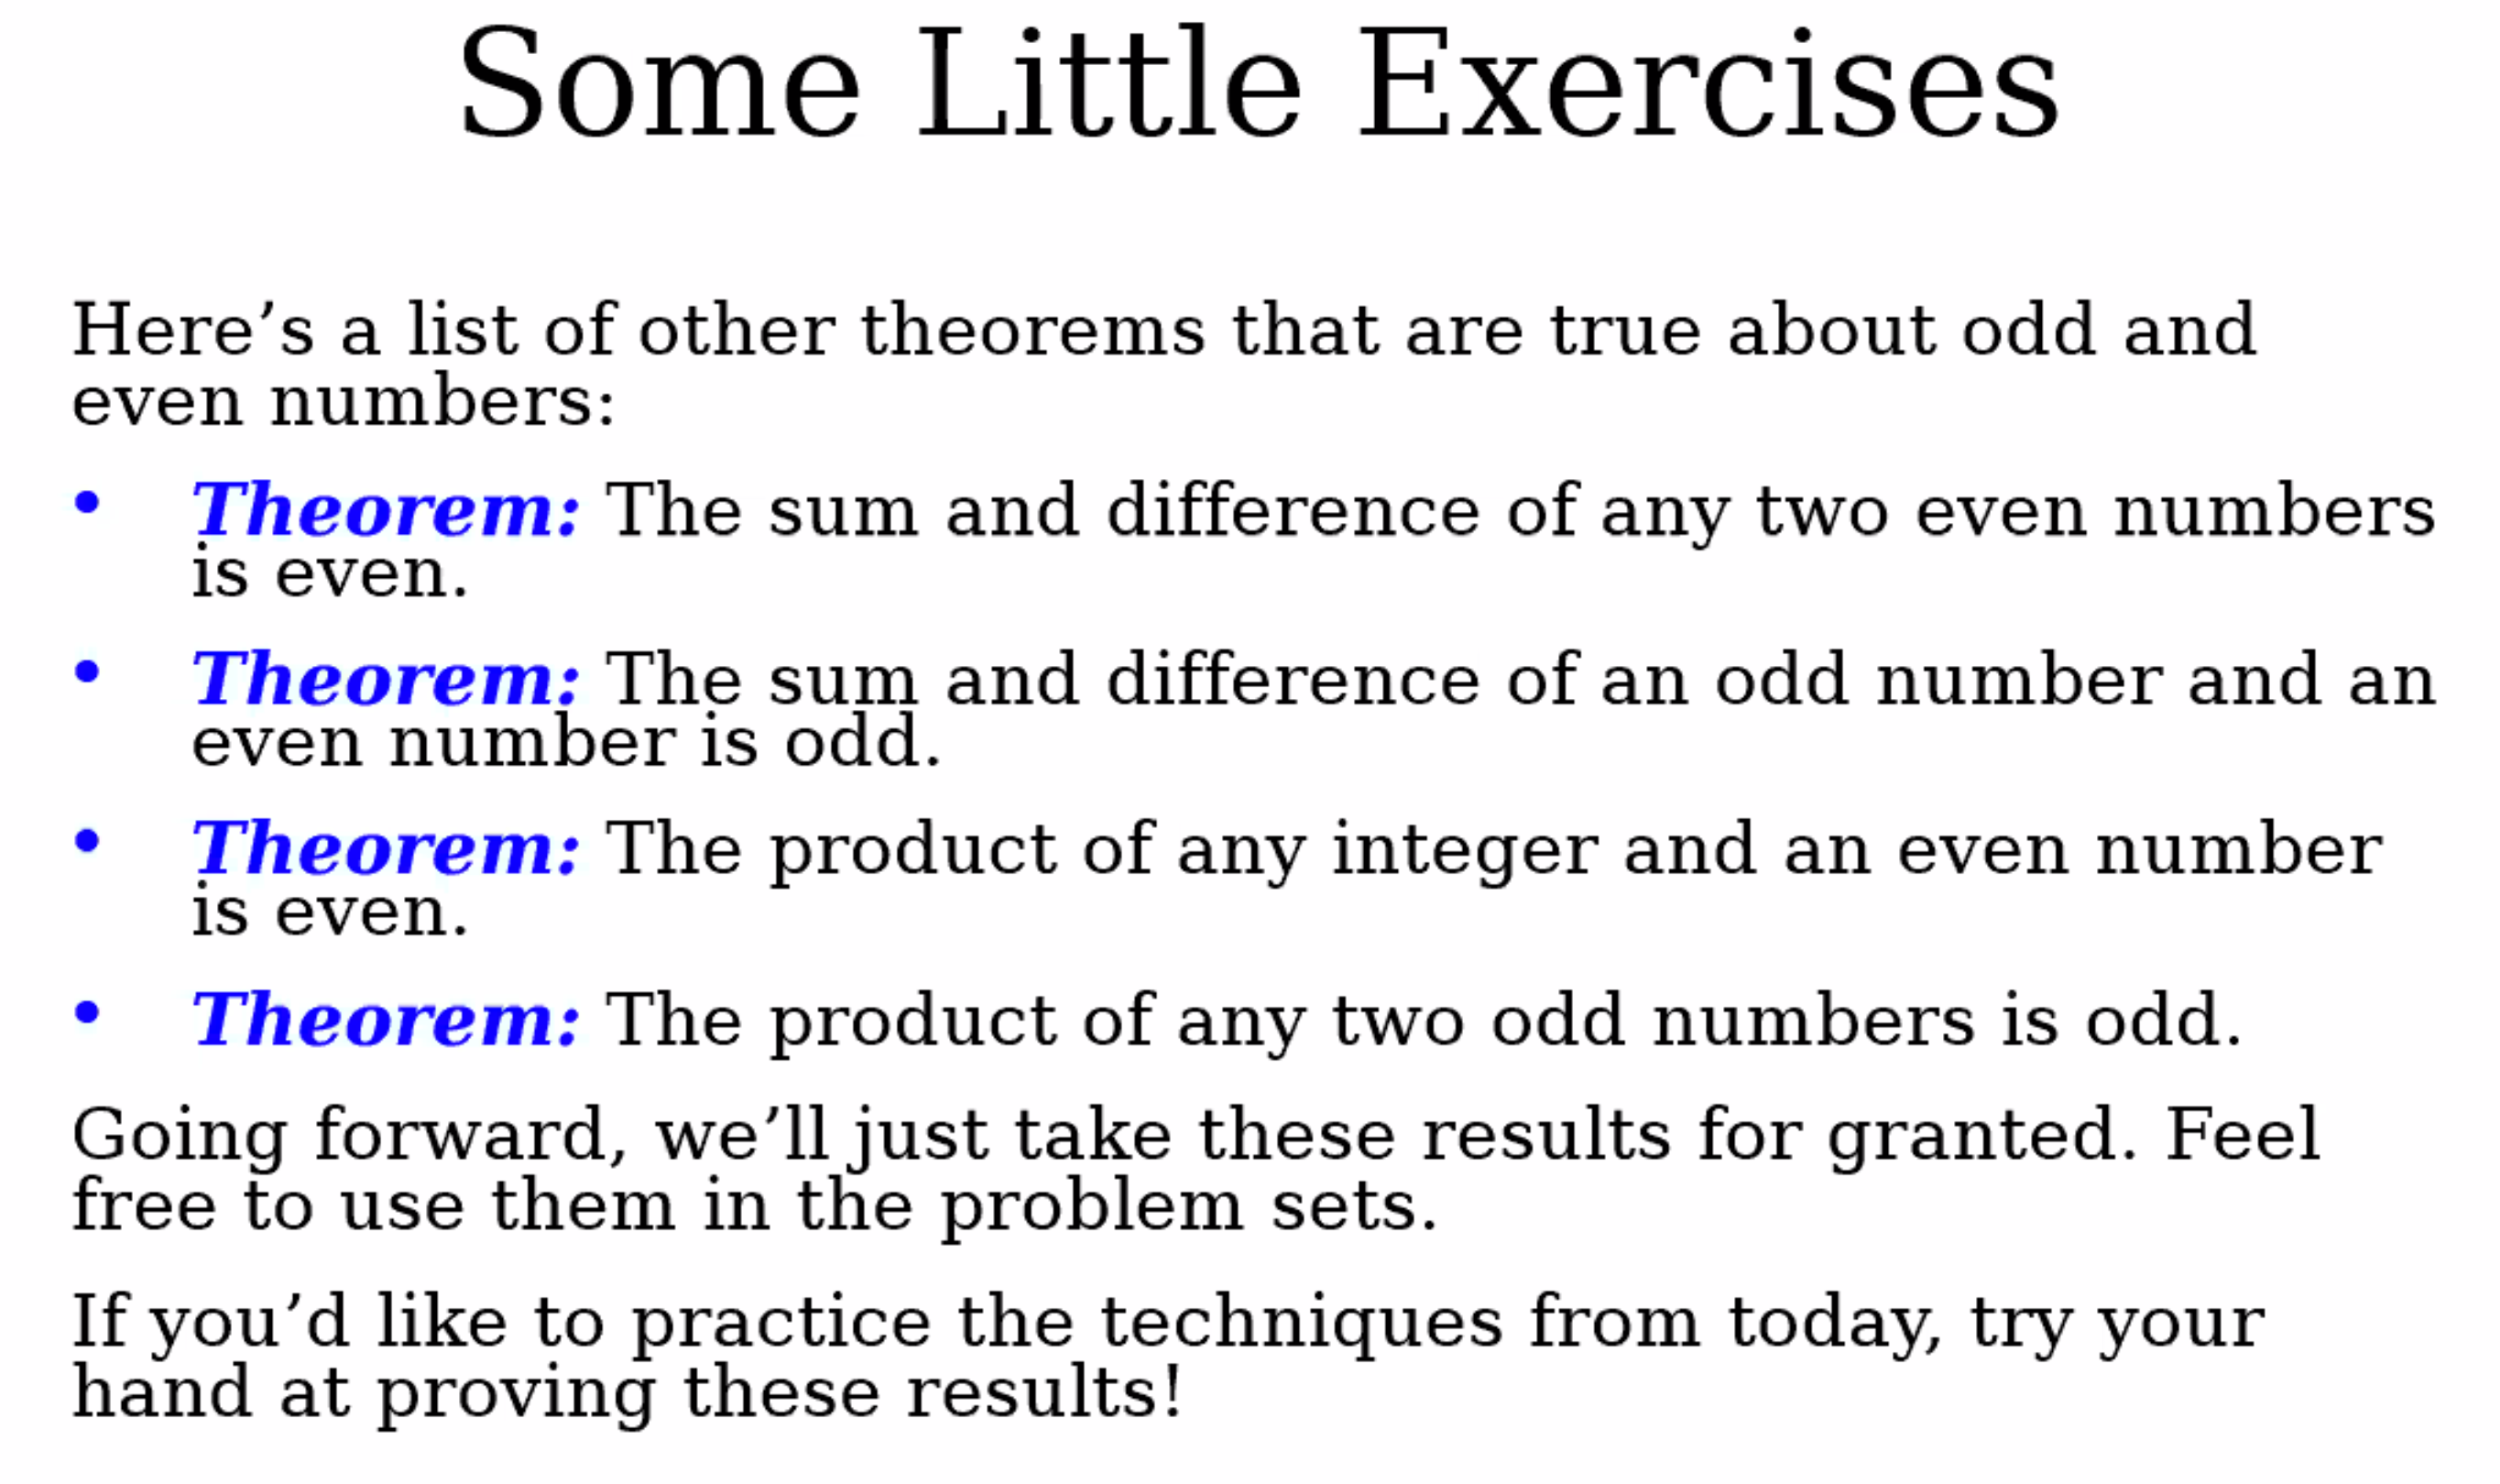 Some Little Exercises
Here’s a list of other theorems that are true about odd and
even numbers:
• Theorem: The sum and difference of any two even numbers
is even.
• Theorem: The sum and difference of an odd number and an
even number is odd.
• Theorem: The product of any integer and an even number
is even.
• Theorem: The product of any two odd numbers is odd.
Going forward, we’ll just take these results for granted. Feel
free to use them in the problem sets.
If you’d like to practice the techniques from today, try your
hand at proving these results!